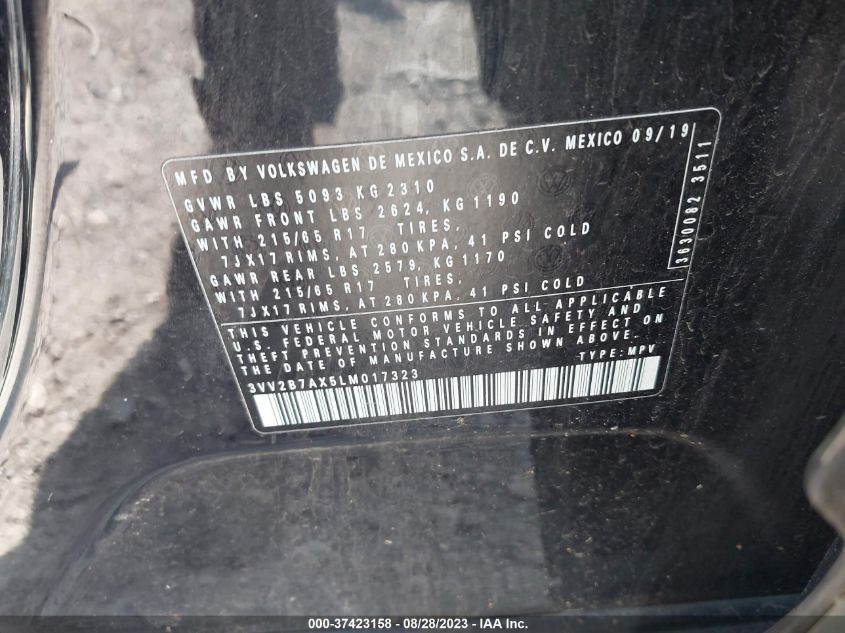 MFD BY VOLKSWAGEN DE MEXICO S.A. DE C.V. MEXICO 09/19
GVWR LBS 5093 KG 2310
GAWR FRONT LBS 2624, KG 1190
WITH 215/65 R17 TIRES,
7JX17 RIMS, AT 280 KPA, 41 PSI COLD
GAWR REAR LBS 2579, KG 1170
WITH 215/65 R17 TIRES,
7JX17 RIMS, AT 280 KPA, 41 PSI COLD
3630082 3511
THIS VEHICLE CONFORMS TO ALL APPLICABLE
U.S. FEDERAL MOTOR VEHICLE SAFETY AND
THEFT PREVENTION STANDARDS IN EFFECT ON
THE DATE OF MANUFACTURE SHOWN ABOVE.
3VV2B7AX5LM017323 TYPE: MPV
000-37423158 - 08/28/2023 - IAA Inc.